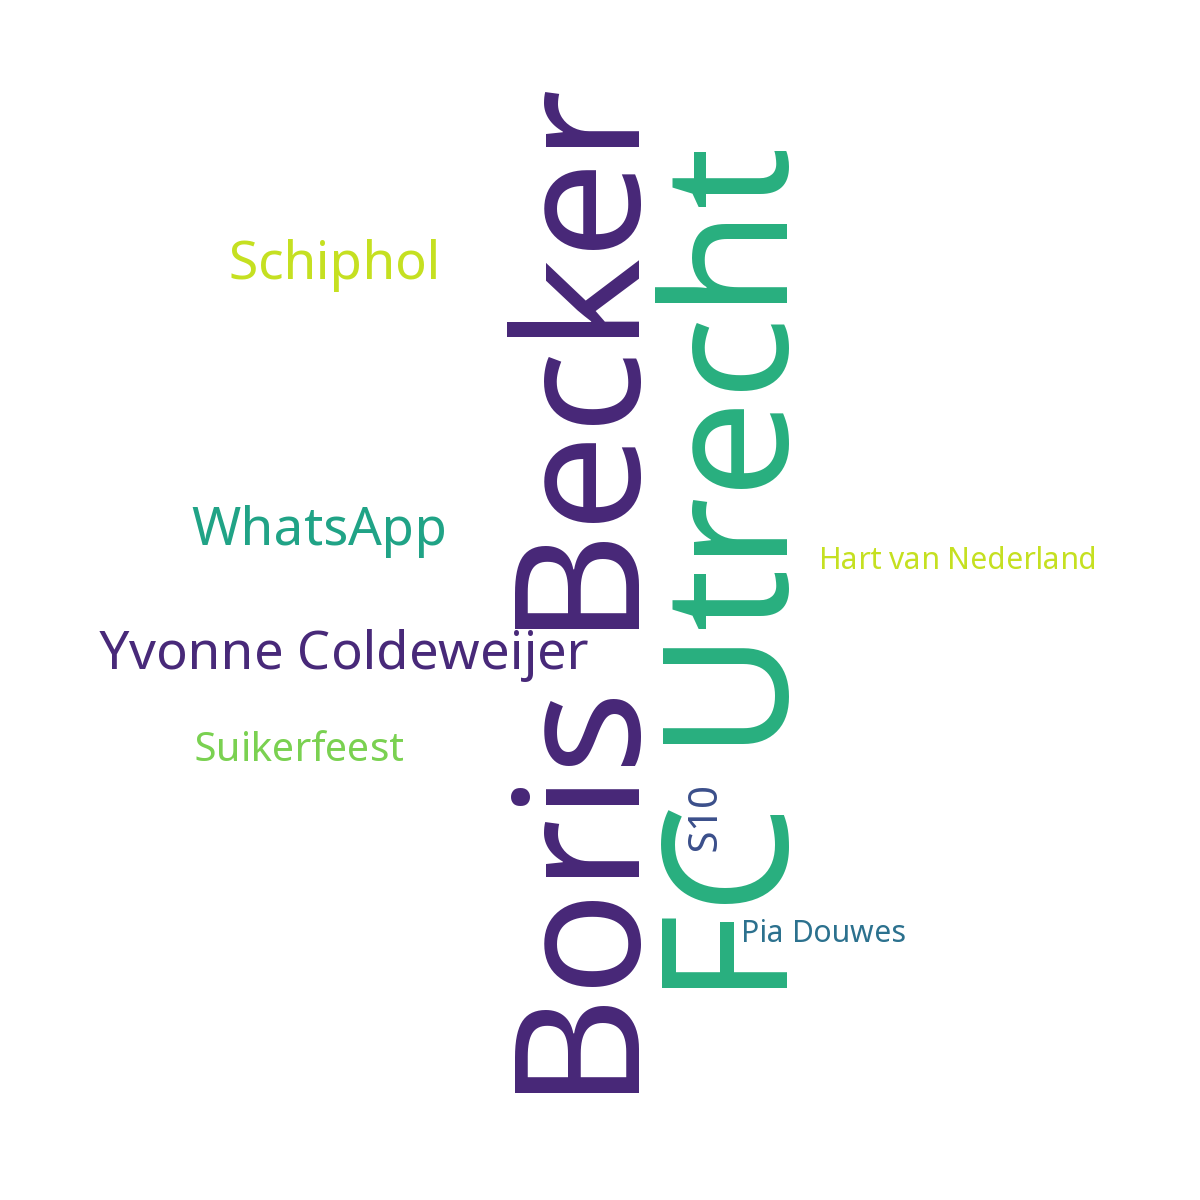 Schiphol
WhatsApp
Yvonne Coldeweijer
Suikerfeest
Boris Becker
FC Utrecht
S10
Hart van Nederland
Pia Douwes